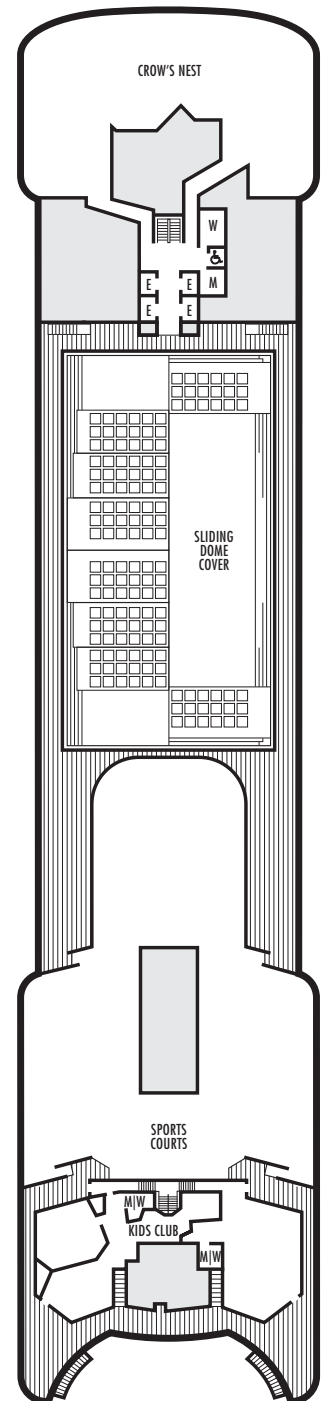 CROW'S NEST
W
M
E E
E E
SLIDING
DOME
COVER
SPORTS
COURTS
M|W
KIDS CLUB
M|W